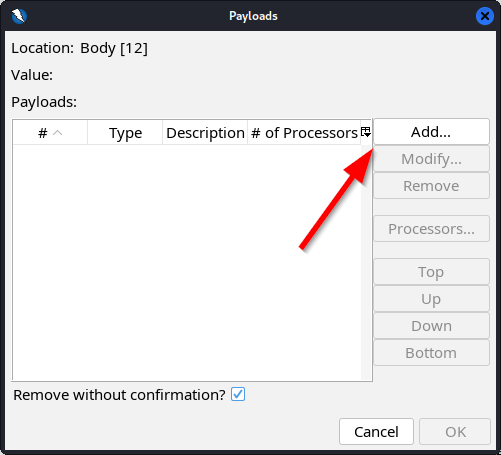 Payloads
Location: Body [12]
Value:
Payloads:
# Type Description # of Processors
Add...
Modify...
Remove
Processors...
Top
Up
Down
Bottom
Remove without confirmation?
Cancel OK